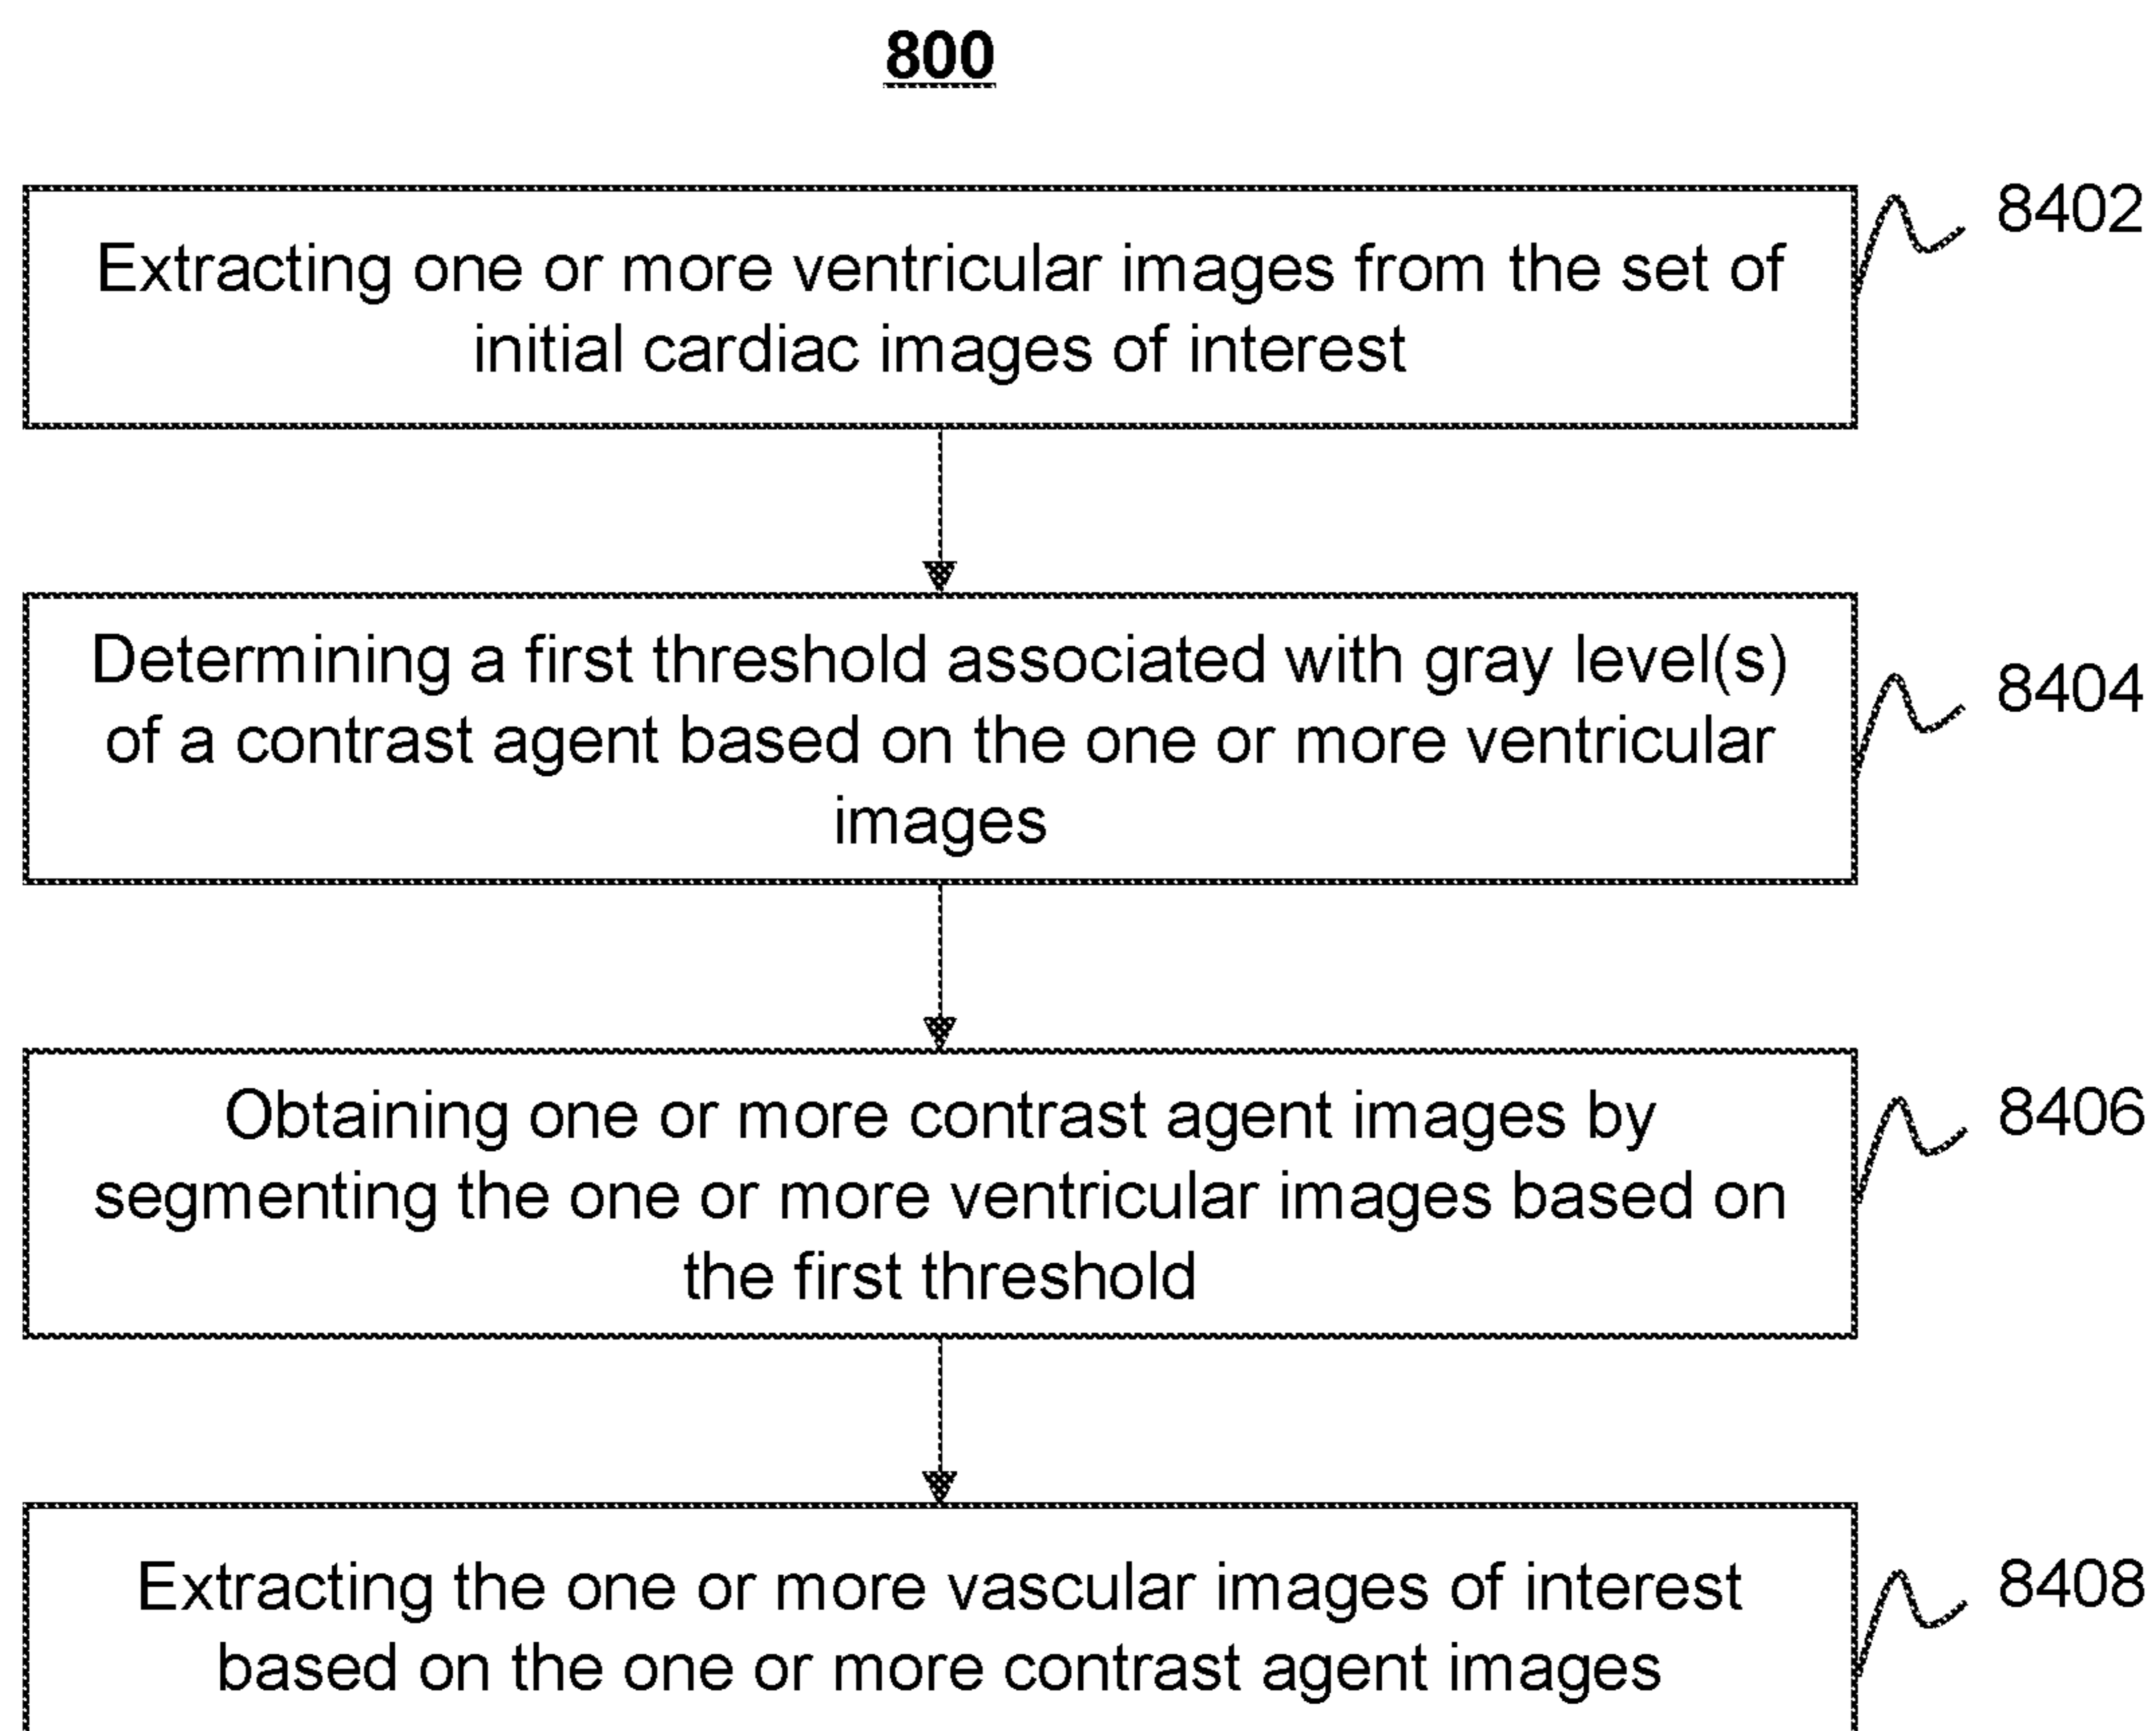 800
Extracting one or more ventricular images from the set of
initial cardiac images of interest
8402
Determining a first threshold associated with gray level(s)
of a contrast agent based on the one or more ventricular
images
8404
Obtaining one or more contrast agent images by
segmenting the one or more ventricular images based on
the first threshold
8406
Extracting the one or more vascular images of interest
based on the one or more contrast agent images
8408